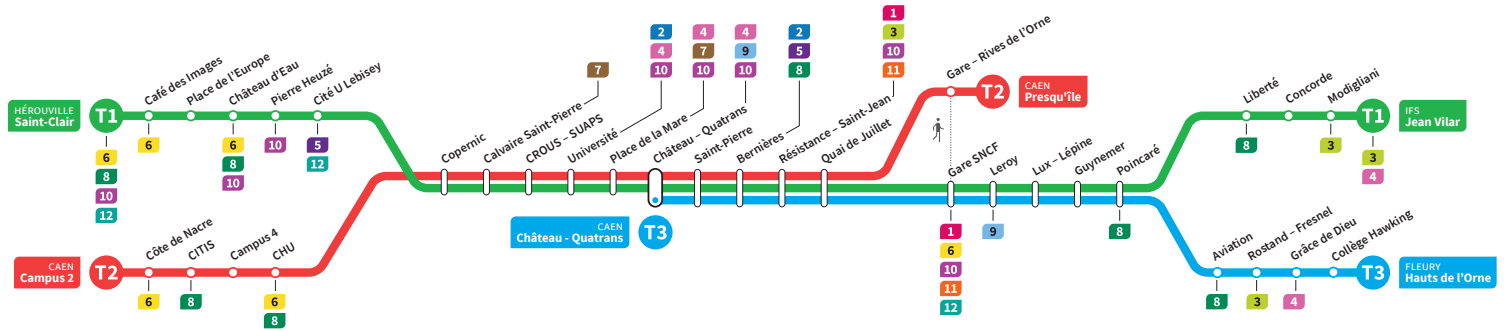 HÉROUVILLE
Saint-Clair
T1
6
8
10
12
Café des Images
6
Place de l'Europe
Château d'Eau
6
8
10
Pierre Heuzé
10
Cité U Lebisey
5
12
CAEN
Campus 2
T2
Côte de Nacre
6
CITIS
8
Campus 4
CHU
6
8
Copernic
Calvaire Saint-Pierre
7
CROUS – SUAPS
Université
2
4
10
Place de la Mare
4
7
10
Château – Quatrans
4
9
10
CAEN
Château - Quatrans
T3
Saint-Pierre
Bernières
2
5
8
Résistance – Saint-Jean
1
3
10
11
Quai de Juillet
Gare – Rives de l'Orne
T2
CAEN
Presqu'île
Gare SNCF
1
6
10
11
12
Leroy
9
Lux – Lépine
Guynemer
Poincaré
8
Liberté
8
Concorde
Modigliani
3
T1
3
4
IFS
Jean Vilar
Aviation
8
Rostand – Fresnel
3
Grâce de Dieu
4
Collège Hawking
T3
FLEURY
Hauts de l'Orne